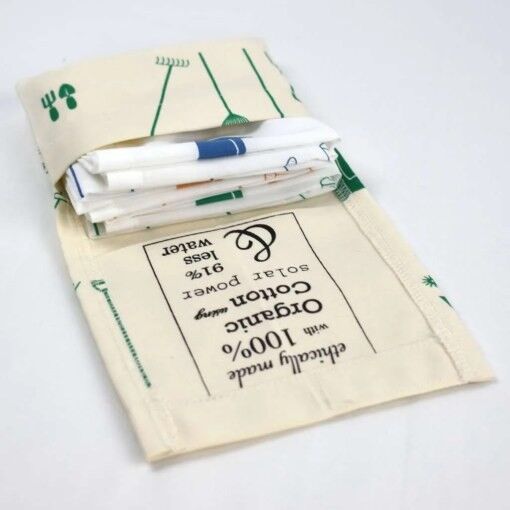 ethically made
with 100%
Organic
Cotton using
solar power
& 91%
less
water